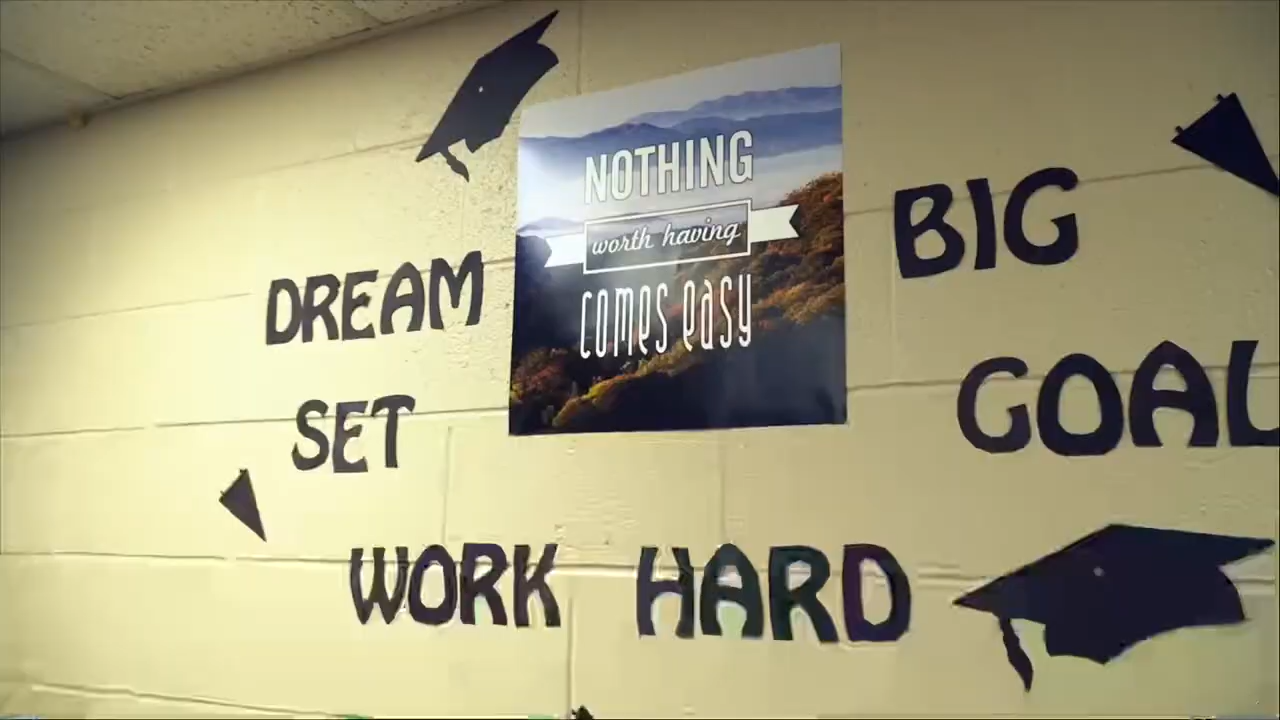 NOTHING
worth having
comes easy
DREAM BIG
SET GOAL
WORK HARD